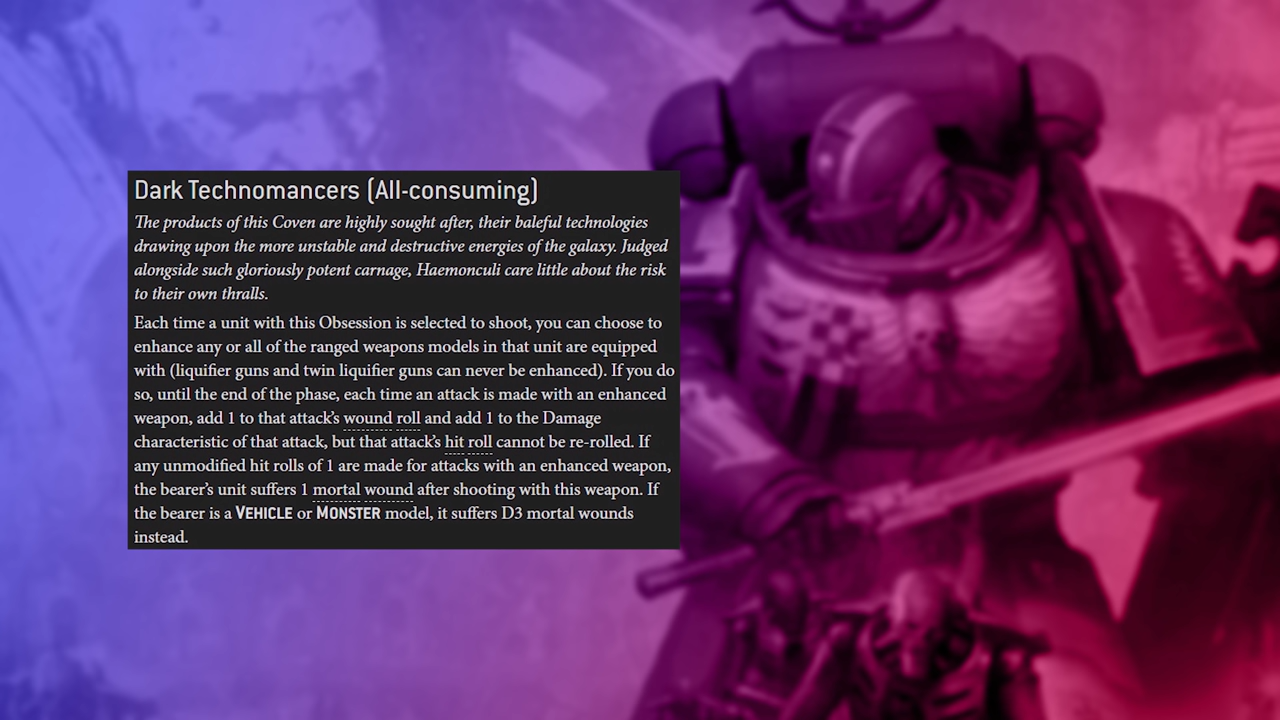 Dark Technomancers (All-consuming)
The products of this Coven are highly sought after, their baleful technologies
drawing upon the more unstable and destructive energies of the galaxy. Judged
alongside such gloriously potent carnage, Haemonculi care little about the risk
to their own thralls.
Each time a unit with this Obsession is selected to shoot, you can choose to
enhance any or all of the ranged weapons models in that unit are equipped
with (liquifier guns and twin liquifier guns can never be enhanced). If you do
so, until the end of the phase, each time an attack is made with an enhanced
weapon, add 1 to that attack’s wound roll and add 1 to the Damage
characteristic of that attack, but that attack’s hit roll cannot be re-rolled. If
any unmodified hit rolls of 1 are made for attacks with an enhanced weapon,
the bearer’s unit suffers 1 mortal wound after shooting with this weapon. If
the bearer is a VEHICLE or MONSTER model, it suffers D3 mortal wounds
instead.